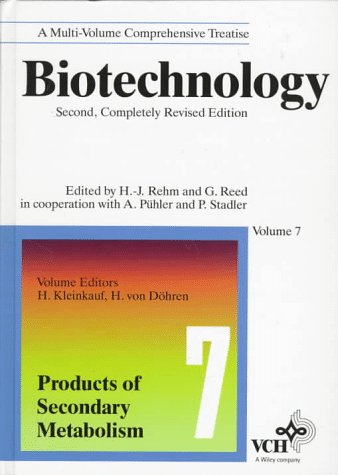 A Multi-Volume Comprehensive Treatise
Biotechnology
Second, Completely Revised Edition
Edited by H.-J. Rehm and G. Reed
in cooperation with A. Pühler and P. Stadler
Volume 7
Volume Editors
H. Kleinkauf, H. von Döhren
7
Products of
Secondary
Metabolism
VCH
A Wiley company